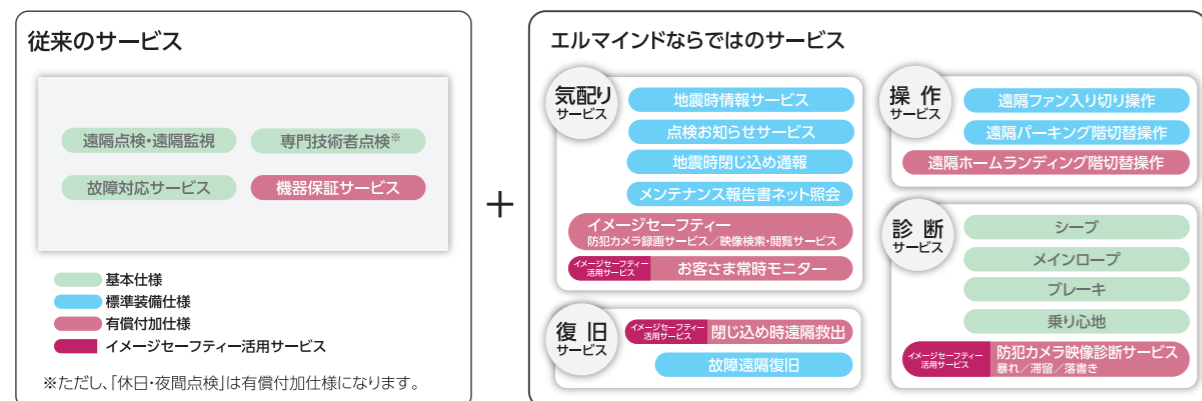 従来のサービス
遠隔点検・遠隔監視
専門技術者点検※
故障対応サービス
機器保証サービス
基本仕様
標準装備仕様
有償付加仕様
イメージセーフティー活用サービス
※ただし、「休日・夜間点検」は有償付加仕様になります。
+
エルマインドならではのサービス
気配り
サービス
地震時情報サービス
点検お知らせサービス
地震時閉じ込め通報
メンテナンス報告書ネット照会
イメージセーフティー
防犯カメラ録画サービス／映像検索・閲覧サービス
イメージセーフティー
活用サービス
お客さま常時モニター
復旧
サービス
イメージセーフティー
活用サービス
閉じ込め時遠隔救出
故障遠隔復旧
操作
サービス
遠隔ファン入り切り操作
遠隔パーキング階切替操作
遠隔ホームランディング階切替操作
診断
サービス
シーブ
メインロープ
ブレーキ
乗り心地
イメージセーフティー
活用サービス
防犯カメラ映像診断サービス
暴れ／滞留／落書き